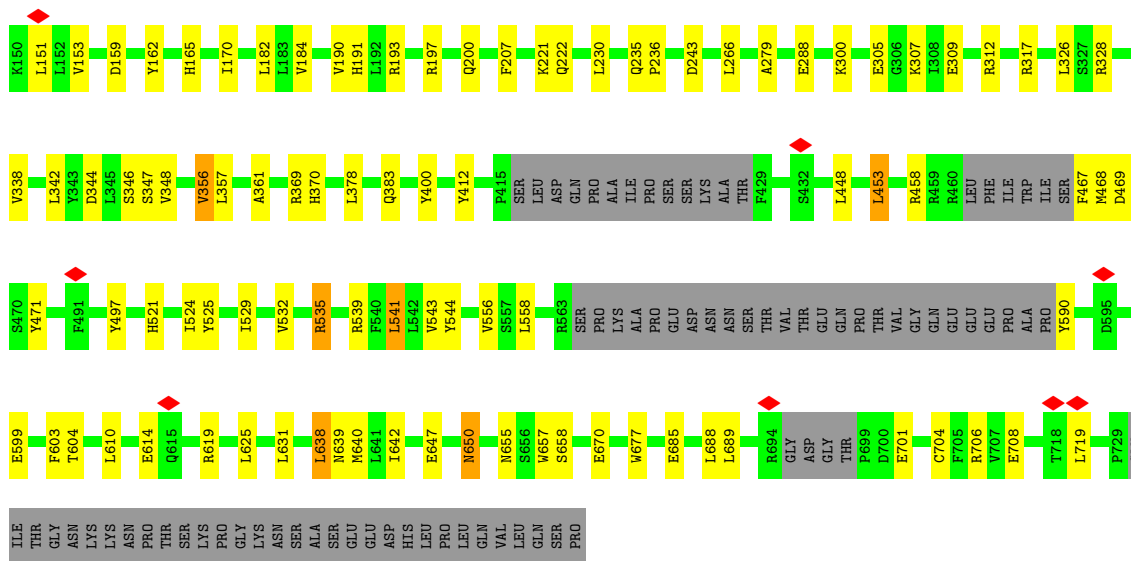 K150 L151 L152 V153 D159 Y162 H165 I170 L182 L183 V184 V190 H191 L192 R193 R197 Q200 F207 K221 Q222 L230 Q235 P236 D243 L266 A279 E288 K300 E305 G306 K307 I308 E309 R312 R317 L326 S327 R328
V338 L342 Y343 D344 L345 S346 S347 V348 V356 L357 A361 R369 H370 L378 Q383 Y400 Y412 P415 SER LEU ASP GLN PRO ALA ILE PRO SER SER LYS ALA THR F429 S432 L448 L453 R458 R459 R460 LEU PHE ILE TRP ILE SER F467 M468 D469
S470 Y471 F491 Y497 H521 I524 Y525 I529 V532 R535 R539 F540 L541 L542 V543 Y544 V556 S557 L558 R563 SER PRO LYS ALA PRO GLU ASP ASN ASN SER THR VAL THR GLU GLN PRO THR VAL GLY GLN GLU GLU GLU PRO ALA PRO Y590 D595
E599 F603 T604 L610 E614 Q615 R619 L625 L631 L638 N639 M640 L641 I642 E647 N650 N655 S656 W657 S658 E670 W677 E685 L688 L689 R694 GLY ASP GLY THR P699 D700 E701 C704 F705 R706 V707 E708 T718 L719 P729
ILE THR GLY ASN LYS LYS ASN PRO THR SER LYS PRO GLY LYS ASN SER ALA SER GLU GLU ASP HIS LEU PRO LEU GLN VAL LEU GLN SER PRO